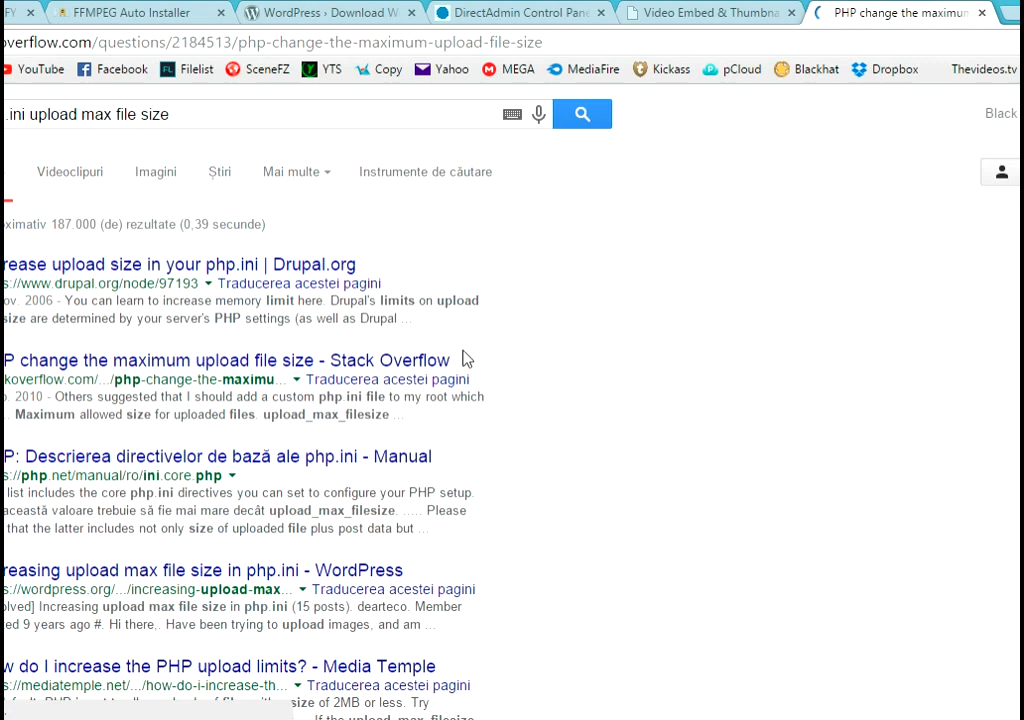 FY
FFMPEG Auto Installer
WordPress › Download W
DirectAdmin Control Pane
Video Embed & Thumbna
PHP change the maximum
overflow.com/questions/2184513/php-change-the-maximum-upload-file-size
YouTube Facebook Filelist SceneFZ YTS Copy Yahoo MEGA MediaFire Kickass pCloud Blackhat Dropbox Thevideos.tv
.ini upload max file size
Black
Videoclipuri Imagini Știri Mai multe Instrumente de căutare
oximativ 187.000 (de) rezultate (0,39 secunde)
rease upload size in your php.ini | Drupal.org
s://www.drupal.org/node/97193 Traducerea acestei pagini
ov. 2006 - You can learn to increase memory limit here. Drupal's limits on upload
size are determined by your server's PHP settings (as well as Drupal ...
P change the maximum upload file size - Stack Overflow
koverflow.com/.../php-change-the-maximu... Traducerea acestei pagini
. 2010 - Others suggested that I should add a custom php.ini file to my root which
.. Maximum allowed size for uploaded files. upload_max_filesize ...
P: Descrierea directivelor de bază ale php.ini - Manual
s://php.net/manual/ro/ini.core.php
list includes the core php.ini directives you can set to configure your PHP setup.
această valoare trebuie să fie mai mare decât upload_max_filesize. ..... Please
that the latter includes not only size of uploaded file plus post data but ...
reasing upload max file size in php.ini - WordPress
s://wordpress.org/.../increasing-upload-max... Traducerea acestei pagini
olved] Increasing upload max file size in php.ini (15 posts). dearteco. Member
ed 9 years ago #. Hi there,. Have been trying to upload images, and am ...
w do I increase the PHP upload limits? - Media Temple
s://mediatemple.net/.../how-do-i-increase-th... Traducerea acestei pagini
size of 2MB or less. Try
If the upload_max_filesize